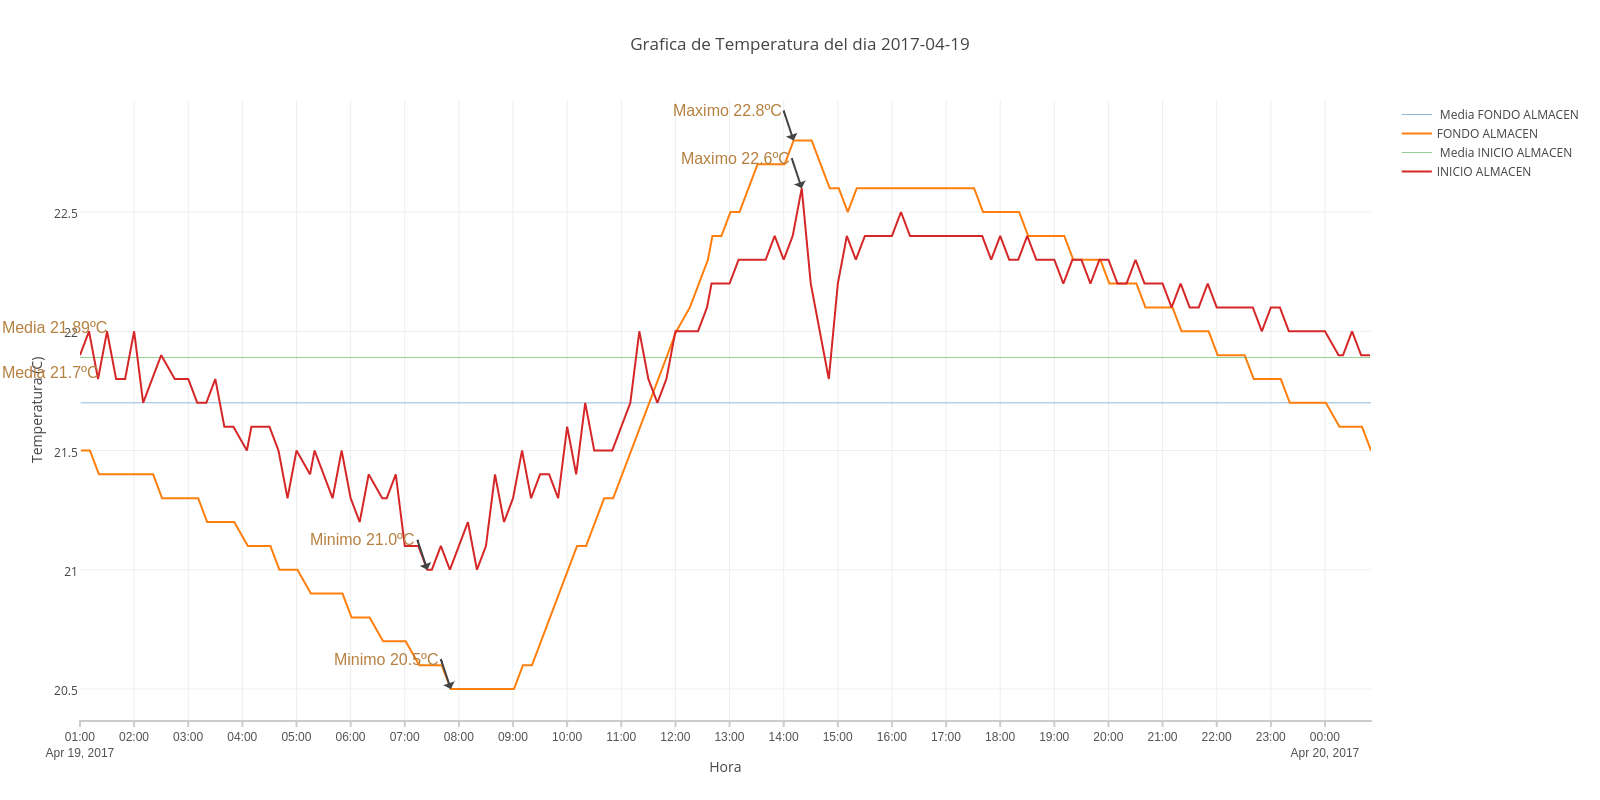 Grafica de Temperatura del dia 2017-04-19
Maximo 22.8ºC
Maximo 22.6ºC
Media FONDO ALMACEN
FONDO ALMACEN
Media INICIO ALMACEN
INICIO ALMACEN
22.5
Media 21.89ºC
22
Media 21.7ºC
Temperatura (C)
21.5
Minimo 21.0ºC
21
Minimo 20.5ºC
20.5
01:00 02:00 03:00 04:00 05:00 06:00 07:00 08:00 09:00 10:00 11:00 12:00 13:00 14:00 15:00 16:00 17:00 18:00 19:00 20:00 21:00 22:00 23:00 00:00
Apr 19, 2017 Apr 20, 2017
Hora